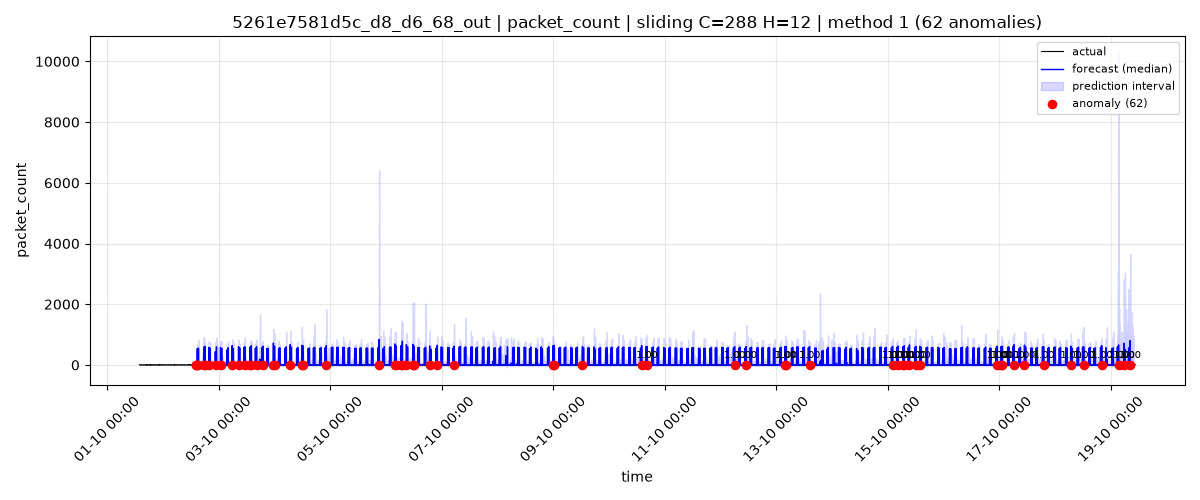 5261e7581d5c_d8_d6_68_out | packet_count | sliding C=288 H=12 | method 1 (62 anomalies)
actual
forecast (median)
prediction interval
anomaly (62)
10000
8000
6000
4000
2000
0
packet_count
1.00
01-10 00:00
03-10 00:00
05-10 00:00
07-10 00:00
09-10 00:00
11-10 00:00
13-10 00:00
15-10 00:00
17-10 00:00
19-10 00:00
time